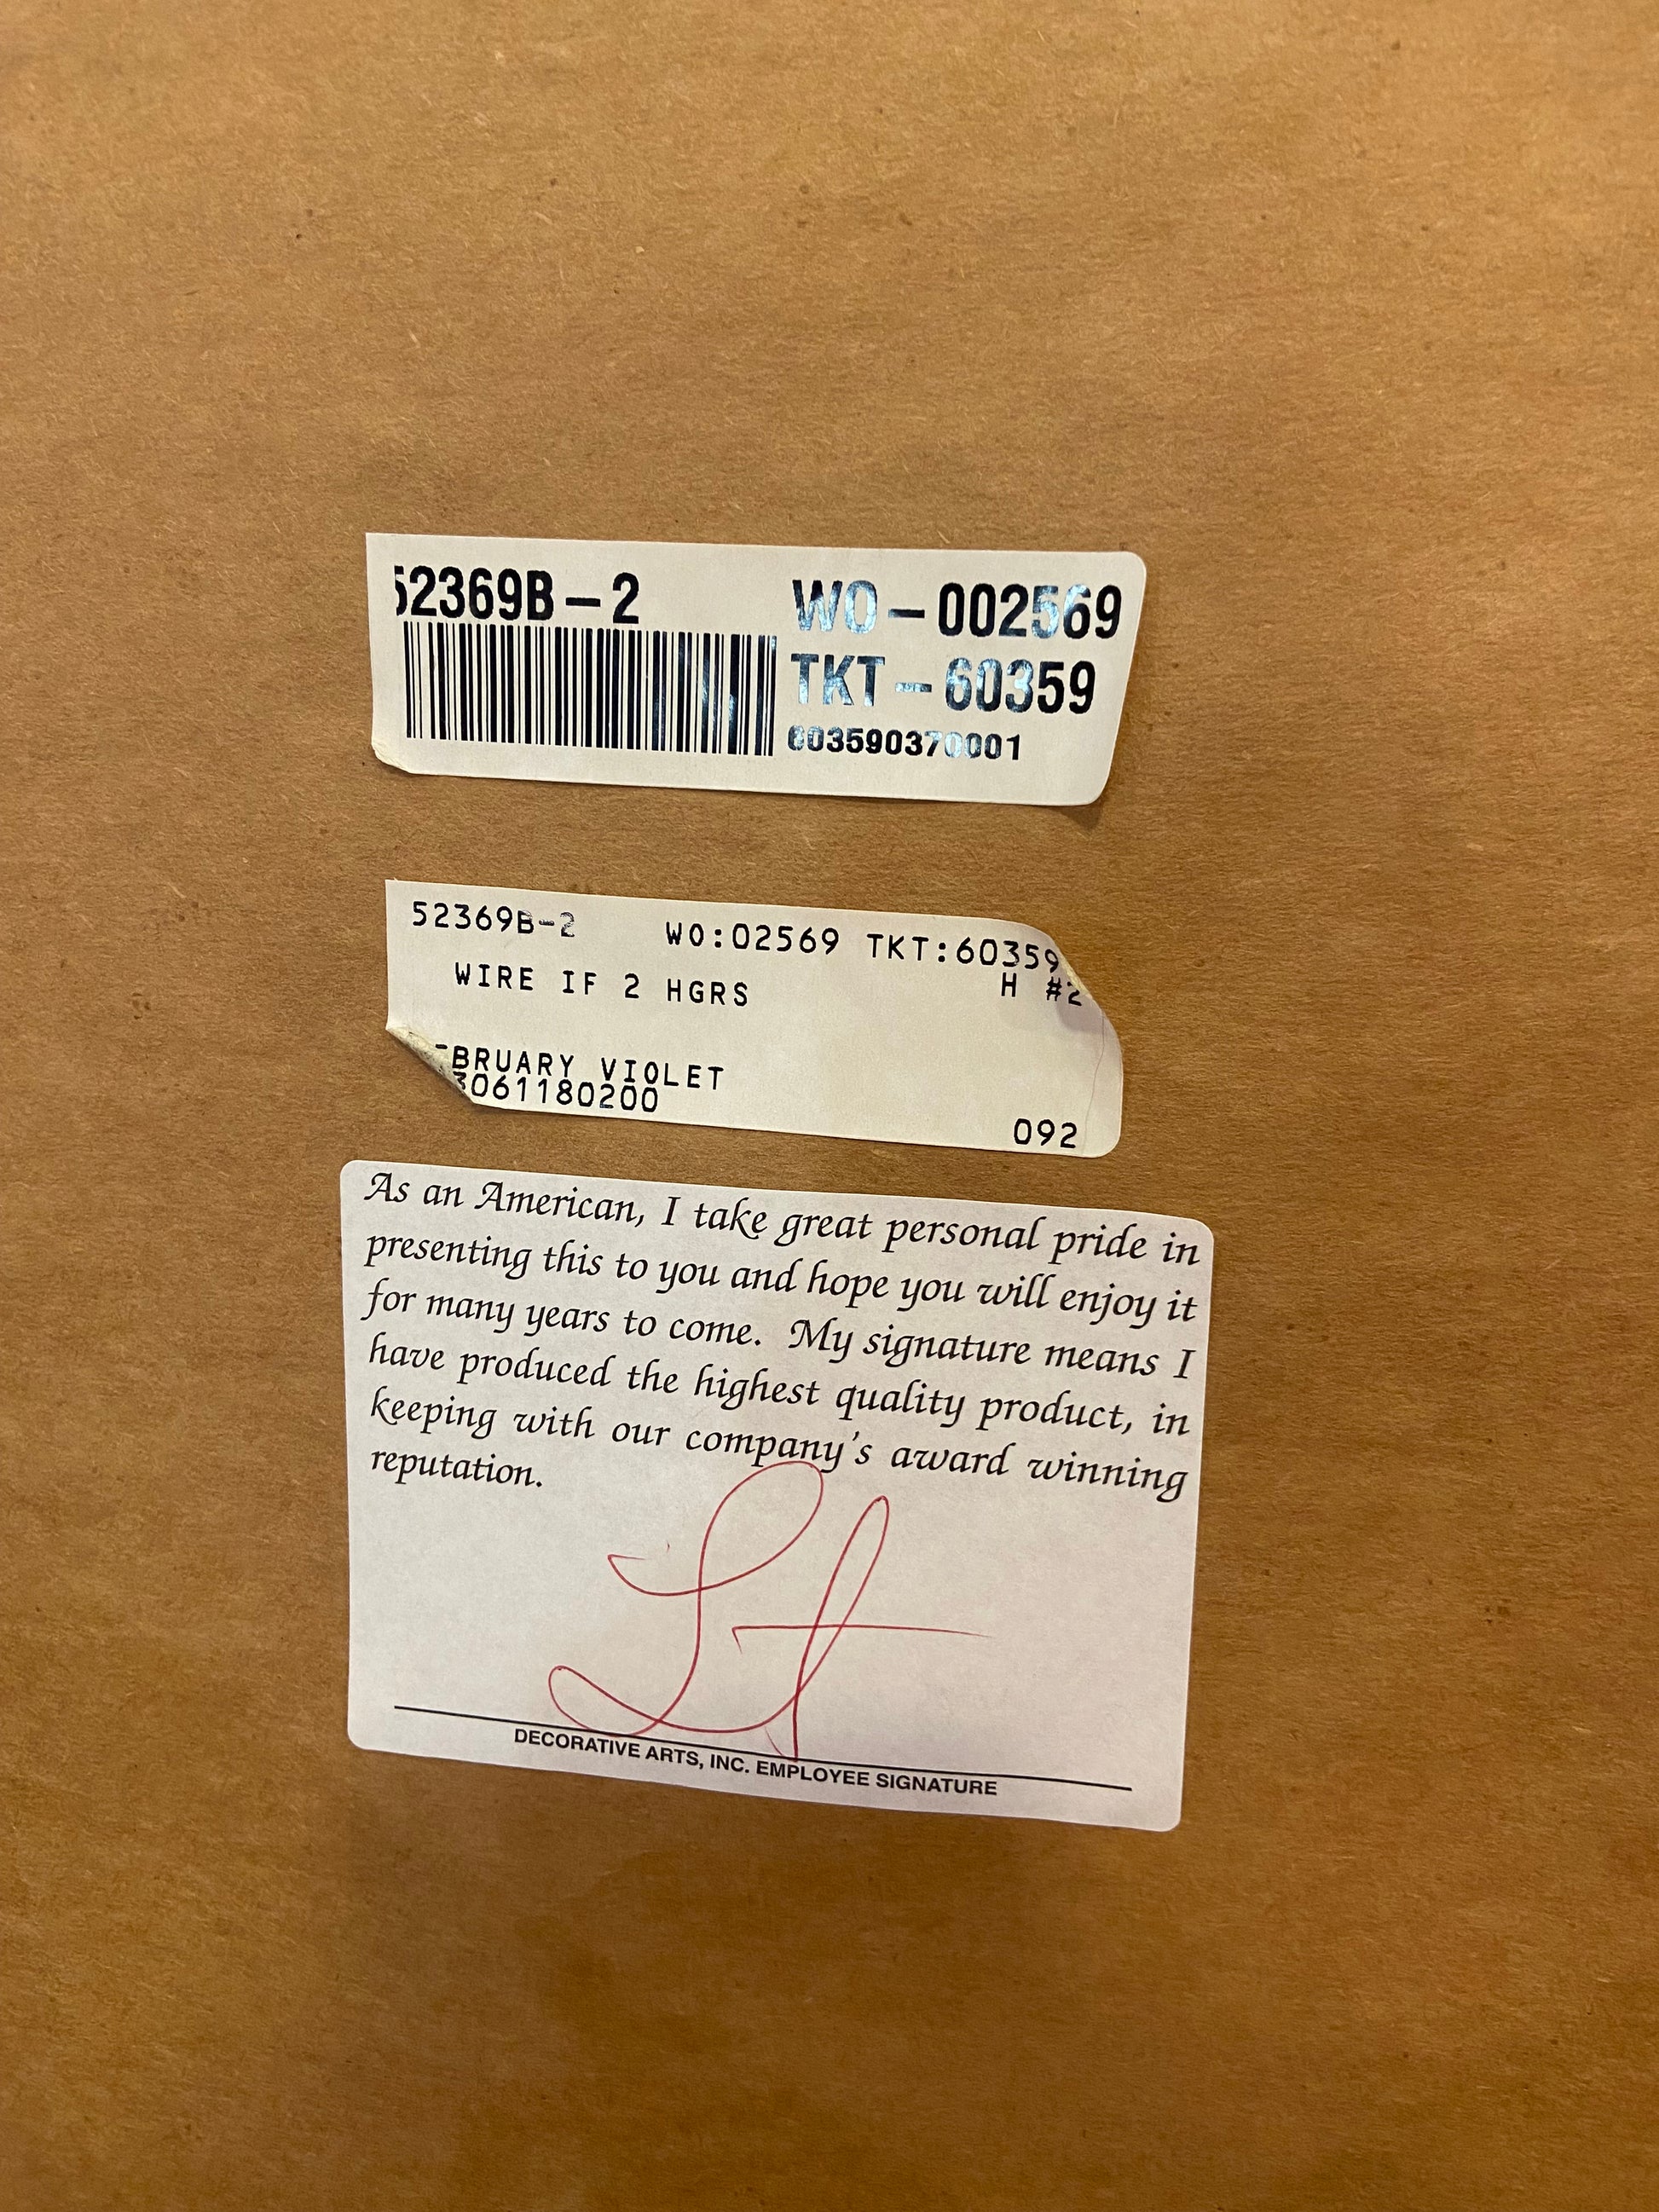 52369B-2
WO-002569
TKT-60359
603590370001
52369B-2 WO:02569 TKT:60359
WIRE IF 2 HGRS H #2
BRUARY VIOLET
3061180200
092
As an American, I take great personal pride in
presenting this to you and hope you will enjoy it
for many years to come. My signature means I
have produced the highest quality product, in
keeping with our company's award winning
reputation.
DECORATIVE ARTS, INC. EMPLOYEE SIGNATURE